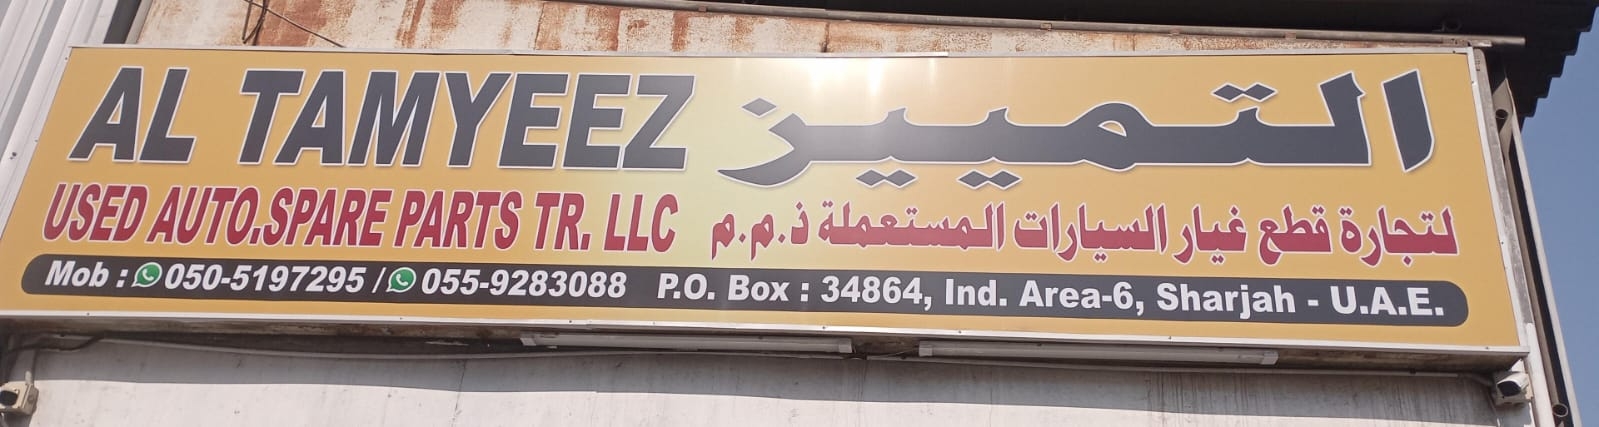 AL TAMYEEZ التمييز
USED AUTO.SPARE PARTS TR. LLC لتجارة قطع غيار السيارات المستعملة ذ.م.م
Mob : 050-5197295 / 055-9283088 P.O. Box : 34864, Ind. Area-6, Sharjah - U.A.E.